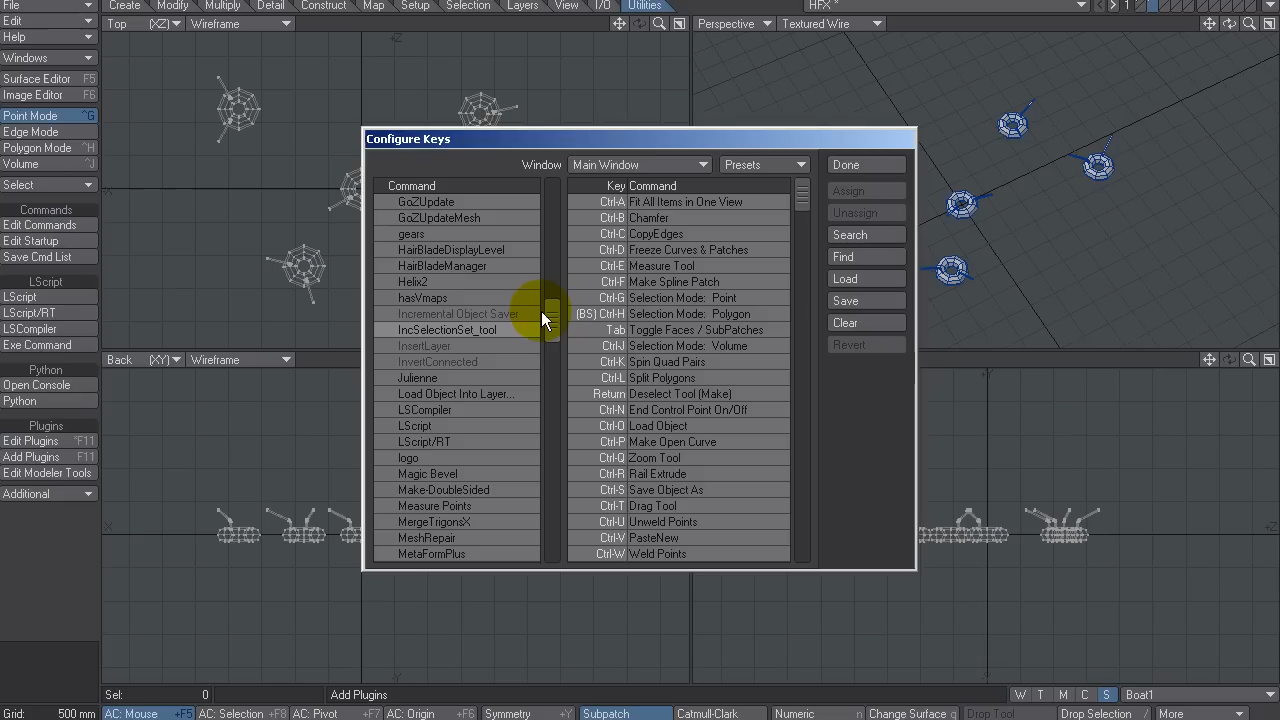 File
Create
Modify
Multiply
Detail
Construct
Map
Setup
Selection
Layers
View
I/O
Utilities
HFX *
1
Edit
Top
(XZ)
Wireframe
Perspective
Textured Wire
Help
Windows
Surface Editor F5
Image Editor F6
Point Mode ^G
Edge Mode
Polygon Mode ^H
Volume ^J
Select
Commands
Edit Commands
Edit Startup
Save Cmd List
LScript
LScript
LScript/RT
LSCompiler
Exe Command
Python
Open Console
Python
Plugins
Edit Plugins *F11
Add Plugins F11
Edit Modeler Tools
Additional
Configure Keys
Window
Main Window
Presets
Command
GoZUpdate
GoZUpdateMesh
gears
HairBladeDisplayLevel
HairBladeManager
Helix2
hasVmaps
Incremental Object Saver
IncSelectionSet_tool
InsertLayer
InvertConnected
Julienne
Load Object Into Layer...
LSCompiler
LScript
LScript/RT
logo
Magic Bevel
Make-DoubleSided
Measure Points
MergeTrigonsX
MeshRepair
MetaFormPlus
Key Command
Ctrl-A Fit All Items in One View
Ctrl-B Chamfer
Ctrl-C CopyEdges
Ctrl-D Freeze Curves & Patches
Ctrl-E Measure Tool
Ctrl-F Make Spline Patch
Ctrl-G Selection Mode: Point
(BS) Ctrl-H Selection Mode: Polygon
Tab Toggle Faces / SubPatches
Ctrl-J Selection Mode: Volume
Ctrl-K Spin Quad Pairs
Ctrl-L Split Polygons
Return Deselect Tool (Make)
Ctrl-N End Control Point On/Off
Ctrl-O Load Object
Ctrl-P Make Open Curve
Ctrl-Q Zoom Tool
Ctrl-R Rail Extrude
Ctrl-S Save Object As
Ctrl-T Drag Tool
Ctrl-U Unweld Points
Ctrl-V PasteNew
Ctrl-W Weld Points
Done
Assign
Unassign
Search
Find
Load
Save
Clear
Revert
Back
(XY)
Wireframe
Sel: 0
Add Plugins
W T M C S
Boat1
Grid: 500 mm
AC: Mouse +F5
AC: Selection +F8
AC: Pivot +F7
AC: Origin +F6
Symmetry +Y
Subpatch
Catmull-Clark
Numeric n
Change Surface q
Drop Tool
Drop Selection /
More